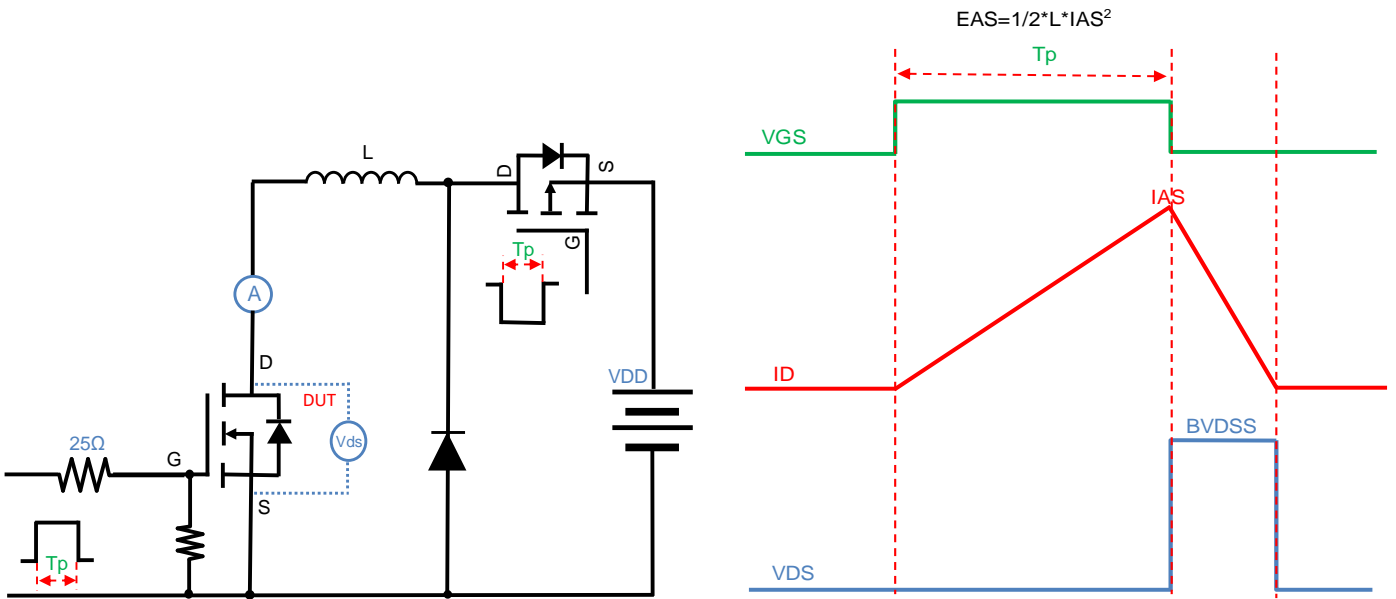 EAS=1/2*L*IAS²
Tp
VGS
L
D
S
G
Tp
IAS
A
D
VDD
ID
DUT
Vds
25Ω
G
BVDSS
S
Tp
VDS